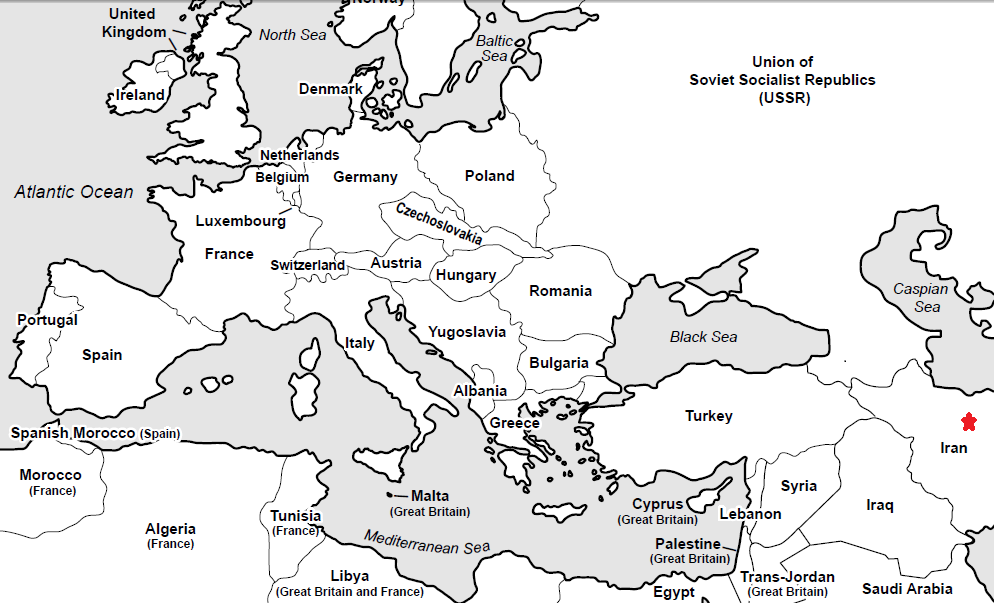 Norway
United
Kingdom
North Sea
Baltic
Sea
Union of
Soviet Socialist Republics
(USSR)
Ireland
Denmark
Netherlands
Belgium
Germany
Poland
Atlantic Ocean
Luxembourg
Czechoslovakia
France
Switzerland
Austria
Hungary
Romania
Caspian
Sea
Portugal
Spain
Italy
Yugoslavia
Black Sea
Bulgaria
Albania
Greece
Turkey
Iran
Spanish Morocco (Spain)
Morocco
(France)
Algeria
(France)
Tunisia
(France)
Malta
(Great Britain)
Cyprus
(Great Britain)
Syria
Lebanon
Iraq
Mediterranean Sea
Palestine
(Great Britain)
Libya
(Great Britain and France)
Egypt
Trans-Jordan
(Great Britain)
Saudi Arabia